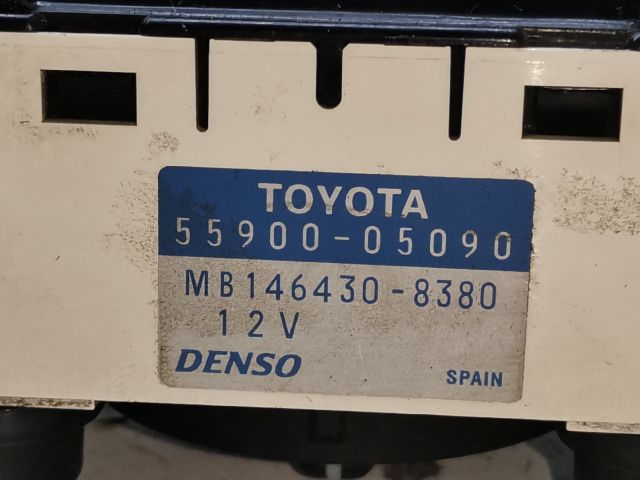 TOYOTA
55900-05090
MB146430-8380
12V
DENSO
SPAIN